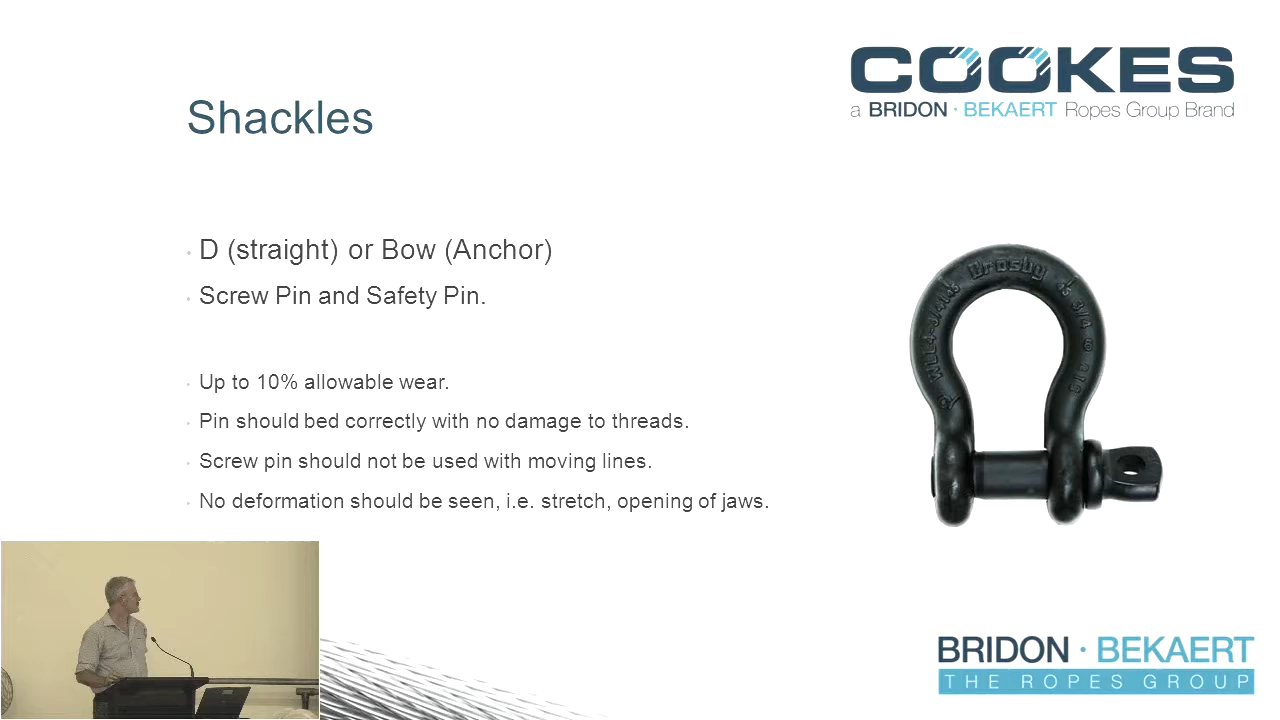 COOKES
a BRIDON · BEKAERT Ropes Group Brand
Shackles
• D (straight) or Bow (Anchor)
• Screw Pin and Safety Pin.
• Up to 10% allowable wear.
• Pin should bed correctly with no damage to threads.
• Screw pin should not be used with moving lines.
• No deformation should be seen, i.e. stretch, opening of jaws.
Crosby
BRIDON · BEKAERT
THE ROPES GROUP